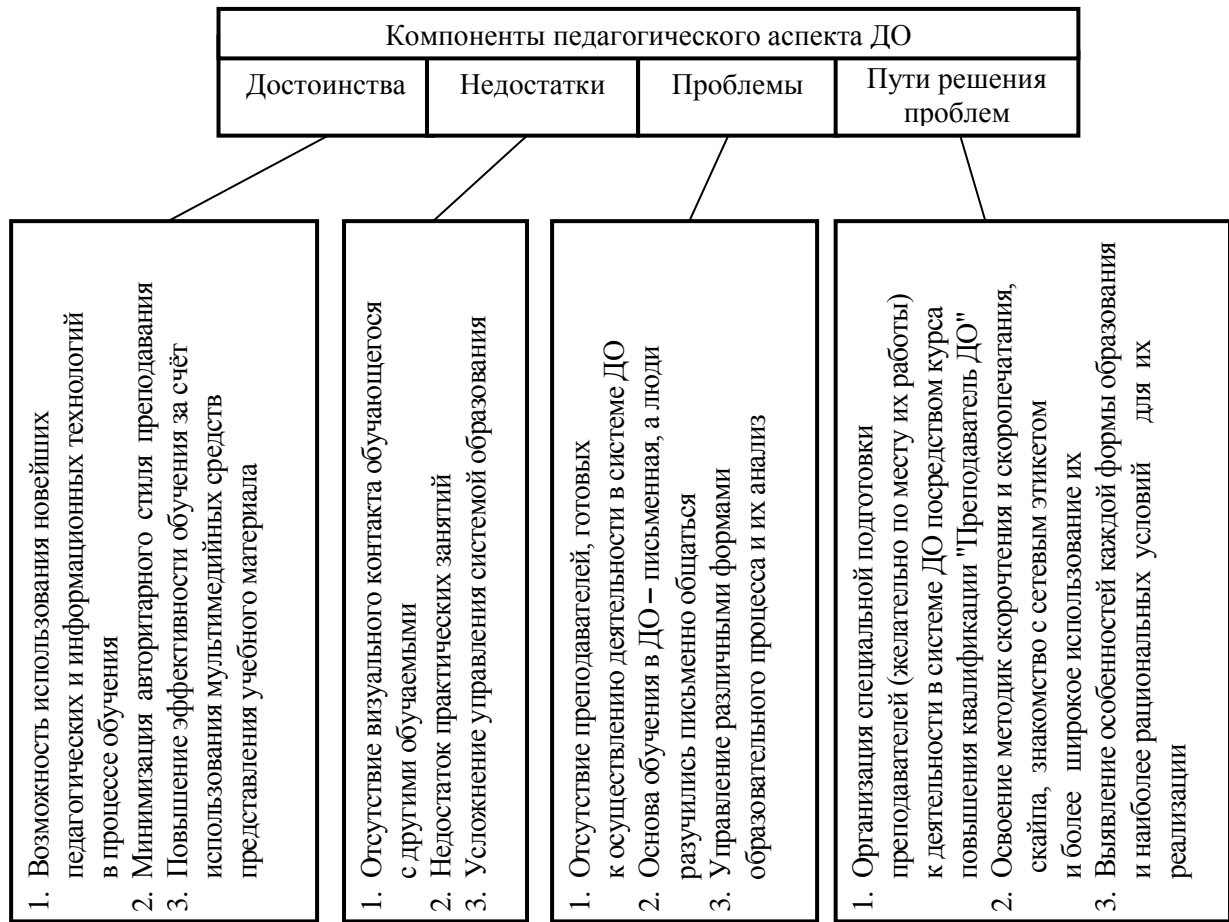 Компоненты педагогического аспекта ДО
Достоинства
Недостатки
Проблемы
Пути решения
проблем
1. Возможность использования новейших
педагогических и информационных технологий
в процессе обучения
2. Минимизация авторитарного стиля преподавания
3. Повышение эффективности обучения за счёт
использования мультимедийных средств
представления учебного материала
1. Отсутствие визуального контакта обучающегося
с другими обучаемыми
2. Недостаток практических занятий
3. Усложнение управления системой образования
1. Отсутствие преподавателей, готовых
к осуществлению деятельности в системе ДО
2. Основа обучения в ДО – письменная, а люди
разучились письменно общаться
3. Управление различными формами
образовательного процесса и их анализ
1. Организация специальной подготовки
преподавателей (желательно по месту их работы)
к деятельности в системе ДО посредством курса
повышения квалификации "Преподаватель ДО"
2. Освоение методик скорочтения и скоропечатания,
скайпа, знакомство с сетевым этикетом
и более широкое использование их
3. Выявление особенностей каждой формы образования
и наиболее рациональных условий для их
реализации